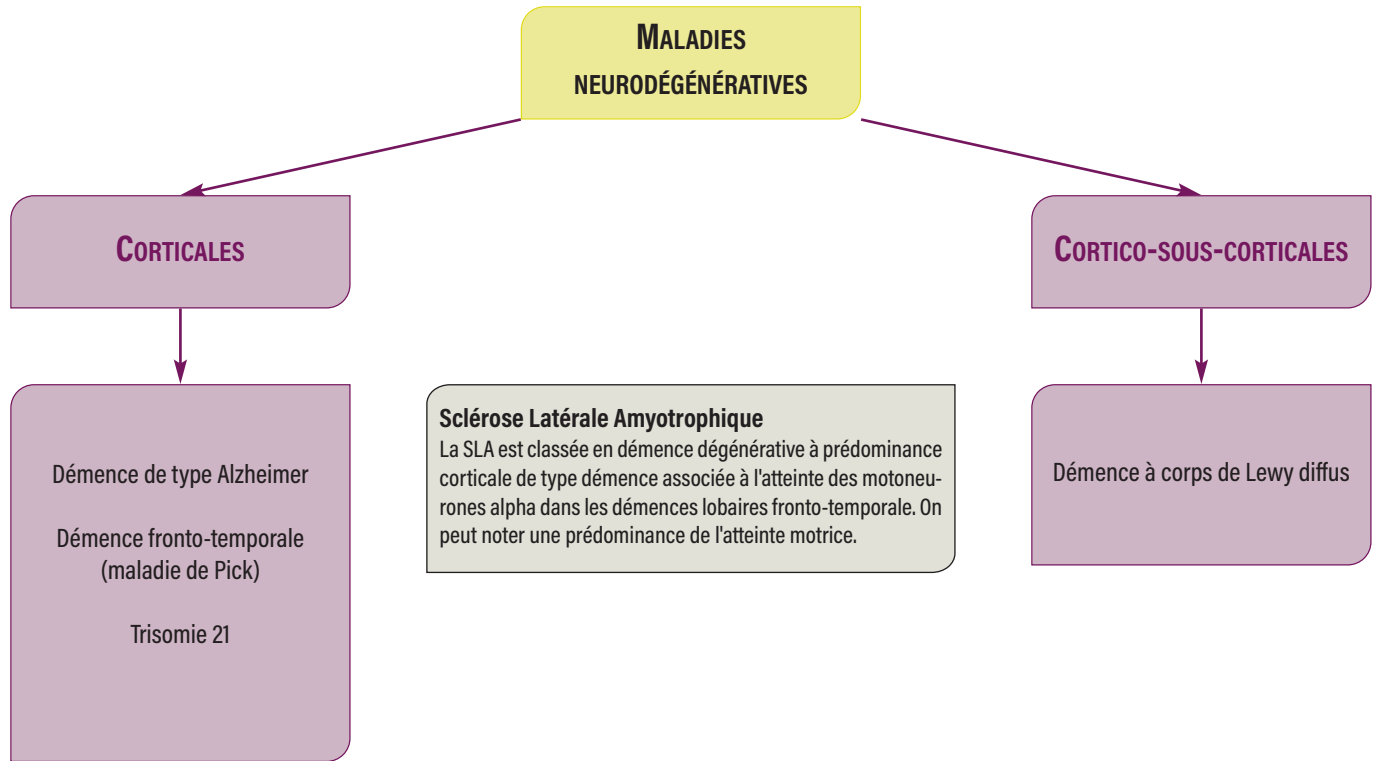 MALADIES
NEURODÉGÉNÉRATIVES
CORTICALES
CORTICO-SOUS-CORTICALES
Démence de type Alzheimer
Démence fronto-temporale
(maladie de Pick)
Trisomie 21
Sclérose Latérale Amyotrophique
La SLA est classée en démence dégénérative à prédominance
corticale de type démence associée à l'atteinte des motoneu-
rones alpha dans les démences lobaires fronto-temporale. On
peut noter une prédominance de l'atteinte motrice.
Démence à corps de Lewy diffus